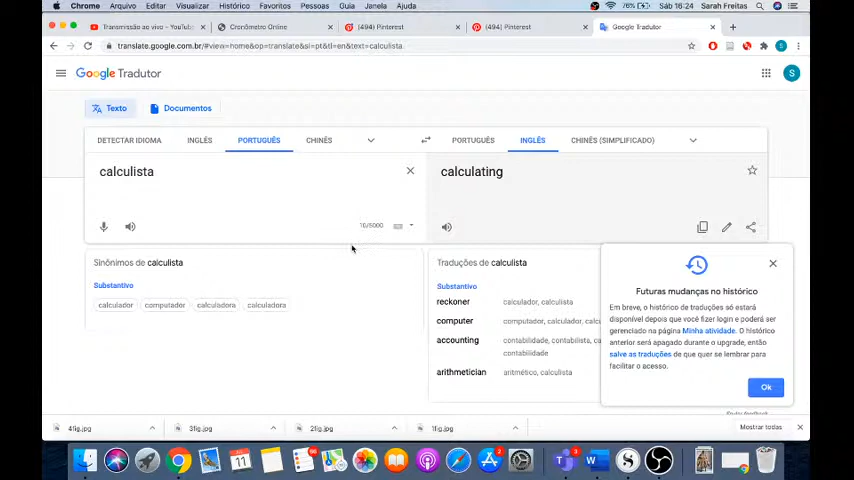 Chrome Arquivo Editar Visualizar Histórico Favoritos Pessoas Guia Janela Ajuda 76% Sáb 16:24 Sarah Freitas
Transmissão ao vivo – YouTube
Cronômetro Online
(494) Pinterest
(494) Pinterest
Google Tradutor
translate.google.com.br/#view=home&op=translate&sl=pt&tl=en&text=calculista
Google Tradutor
S
Texto
Documentos
DETECTAR IDIOMA INGLÊS PORTUGUÊS CHINÊS
PORTUGUÊS INGLÊS CHINÊS (SIMPLIFICADO)
calculista
calculating
10/5000
Sinônimos de calculista
Substantivo
calculador computador calculadora calculadora
Traduções de calculista
Substantivo
reckoner calculador, calculista
computer computador, calculador,
accounting contabilidade, contabilista,
contabilidade
arithmetician aritmético, calculista
Futuras mudanças no histórico
Em breve, o histórico de traduções só estará
disponível depois que você fizer login e poderá ser
gerenciado na página Minha atividade. O histórico
anterior será apagado durante o upgrade, então
salve as traduções de que quer se lembrar para
facilitar o acesso.
Ok
4fig.jpg
3fig.jpg
2fig.jpg
1fig.jpg
Mostrar todas